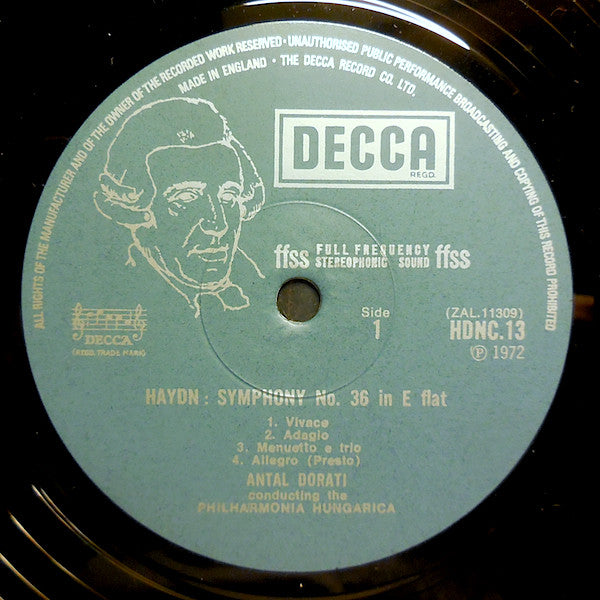 ALL RIGHTS OF THE MANUFACTURER AND OF THE OWNER OF THE RECORDED WORK RESERVED · UNAUTHORISED PUBLIC PERFORMANCE BROADCASTING AND COPYING OF THIS RECORD PROHIBITED
MADE IN ENGLAND · THE DECCA RECORD CO. LTD.
DECCA
REGD.
ffss FULL FREQUENCY STEREOPHONIC SOUND ffss
DECCA
(REGD. TRADE MARK)
Side
1
(ZAL.11309)
HDNC.13
Ⓟ 1972
HAYDN : SYMPHONY No. 36 in E flat
1. Vivace
2. Adagio
3. Menuetto e trio
4. Allegro (Presto)
ANTAL DORATI
conducting the
PHILHARMONIA HUNGARICA